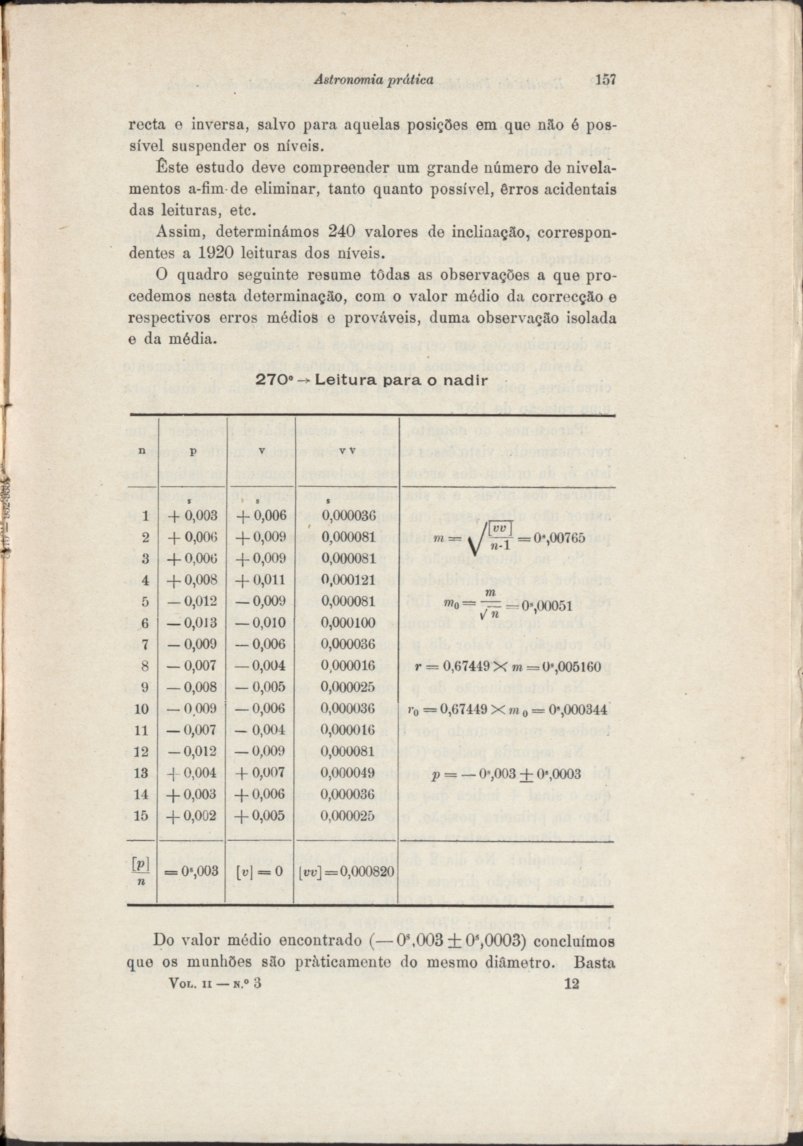 Astronomia prática 157
recta e inversa, salvo para aquelas posições em que não é pos-
sível suspender os níveis.
Êste estudo deve compreender um grande número de nivela-
mentos a-fim-de eliminar, tanto quanto possível, êrros acidentais
das leituras, etc.
Assim, determinámos 240 valores de inclinação, correspon-
dentes a 1920 leituras dos níveis.
O quadro seguinte resume tôdas as observações a que pro-
cedemos nesta determinação, com o valor médio da correcção e
respectivos erros médios e prováveis, duma observação isolada
e da média.
270º → Leitura para o nadir
n p v v v
s s s
1 + 0,003 + 0,006 0,000036
2 + 0,006 + 0,009 0,000081 m = √[vv]/n-1 = 0ˢ,00765
3 + 0,006 + 0,009 0,000081
4 + 0,008 + 0,011 0,000121
5 — 0,012 — 0,009 0,000081 m₀ = m/√n = 0ˢ,00051
6 — 0,013 — 0,010 0,000100
7 — 0,009 — 0,006 0,000036
8 — 0,007 — 0,004 0,000016 r = 0,67449 × m = 0ˢ,005160
9 — 0,008 — 0,005 0,000025
10 — 0,009 — 0,006 0,000036 r₀ = 0,67449 × m₀ = 0ˢ,000344
11 — 0,007 — 0,004 0,000016
12 — 0,012 — 0,009 0,000081
13 + 0,004 + 0,007 0,000049 p = — 0ˢ,003 ± 0ˢ,0003
14 + 0,003 + 0,006 0,000036
15 + 0,002 + 0,005 0,000025
[p]/n = 0ˢ,003 [v] = 0 [vv] = 0,000820
Do valor médio encontrado (— 0ˢ,003 ± 0ˢ,0003) concluímos
que os munhões são pràticamente do mesmo diâmetro. Basta
Vol. II — N.º 3 12